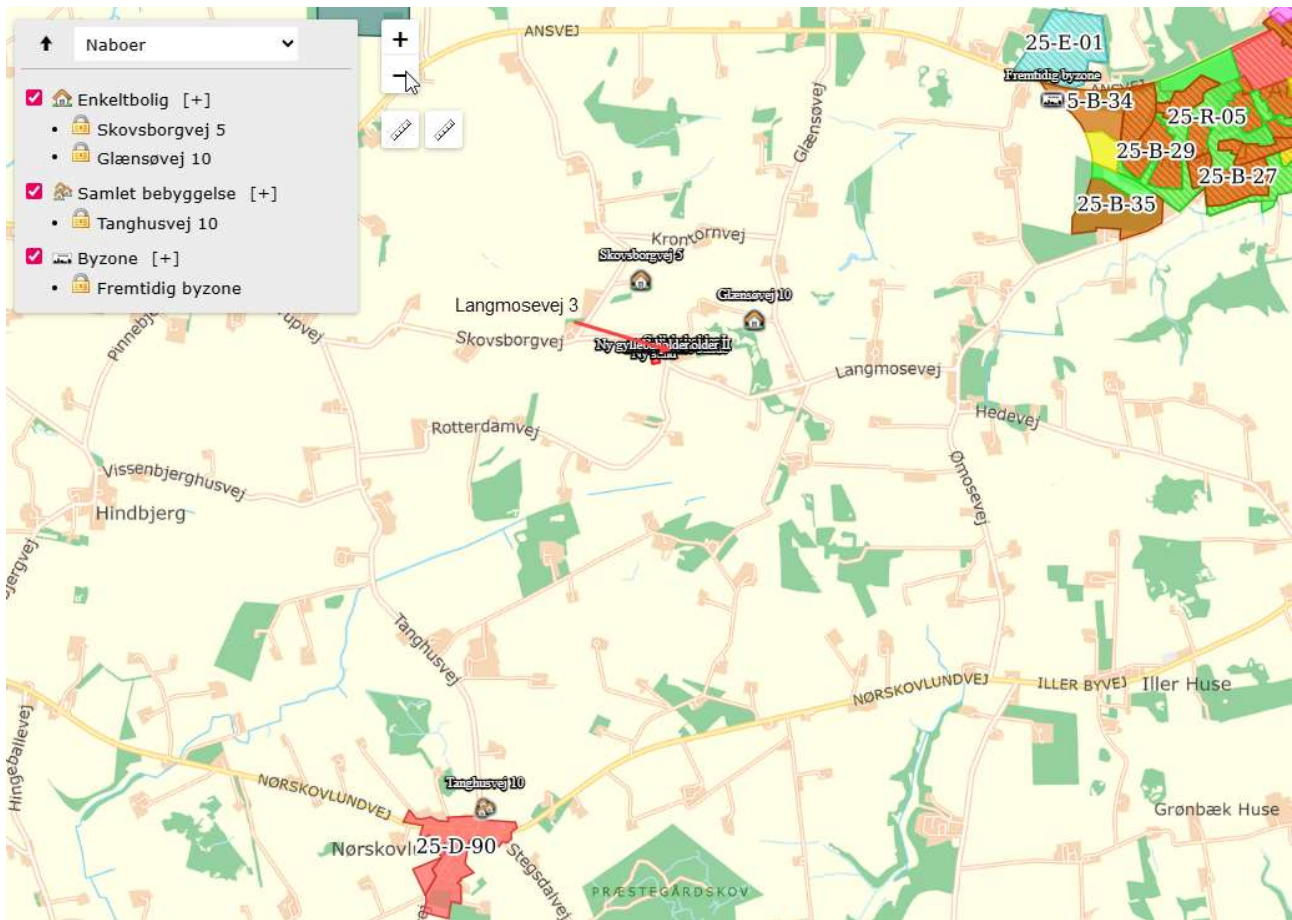 Naboer
Enkeltbolig [+]
Skovsborgvej 5
Glænsøvej 10
Samlet bebyggelse [+]
Tanghusvej 10
Byzone [+]
Fremtidig byzone
+
−
ANSVEJ
25-E-01
Fremtidig byzone
ANSVEJ
5-B-34
25-R-05
25-B-29
25-B-27
25-B-35
Glænsøvej
Krontornvej
Skovsborgvej 5
Glænsøvej 10
Langmosevej 3
Skovsborgvej
Langmosevej
Hedevej
Rotterdamvej
Vissenbjerghusvej
Hindbjerg
Ømosevej
Tanghusvej
NØRSKOVLUNDVEJ
ILLER BYVEJ
Iller Huse
Hingeballevej
NØRSKOVLUNDVEJ
Tanghusvej 10
Grønbæk Huse
25-D-90
Stegsdalvej
PRÆSTEGÅRDSKOV